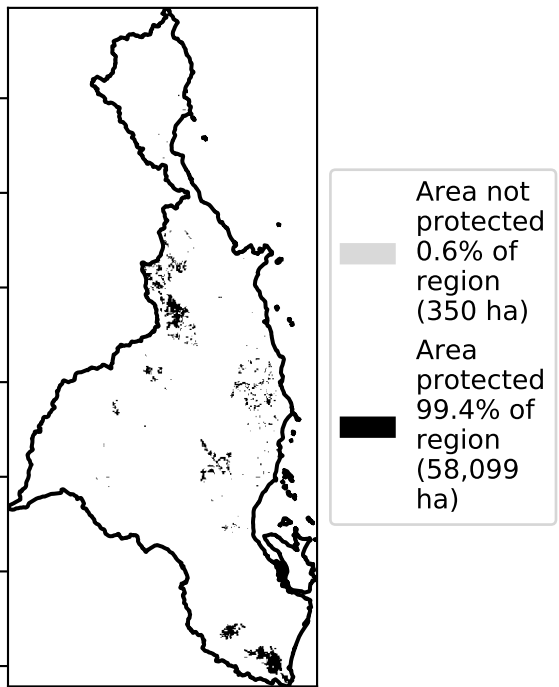 Area not
protected
0.6% of
region
(350 ha)
Area
protected
99.4% of
region
(58,099
ha)